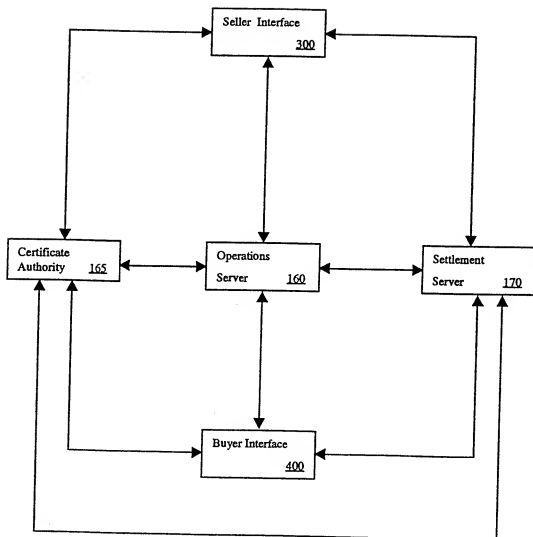 Seller Interface
300
Certificate
Authority 165
Operations
Server 160
Settlement
Server 170
Buyer Interface
400